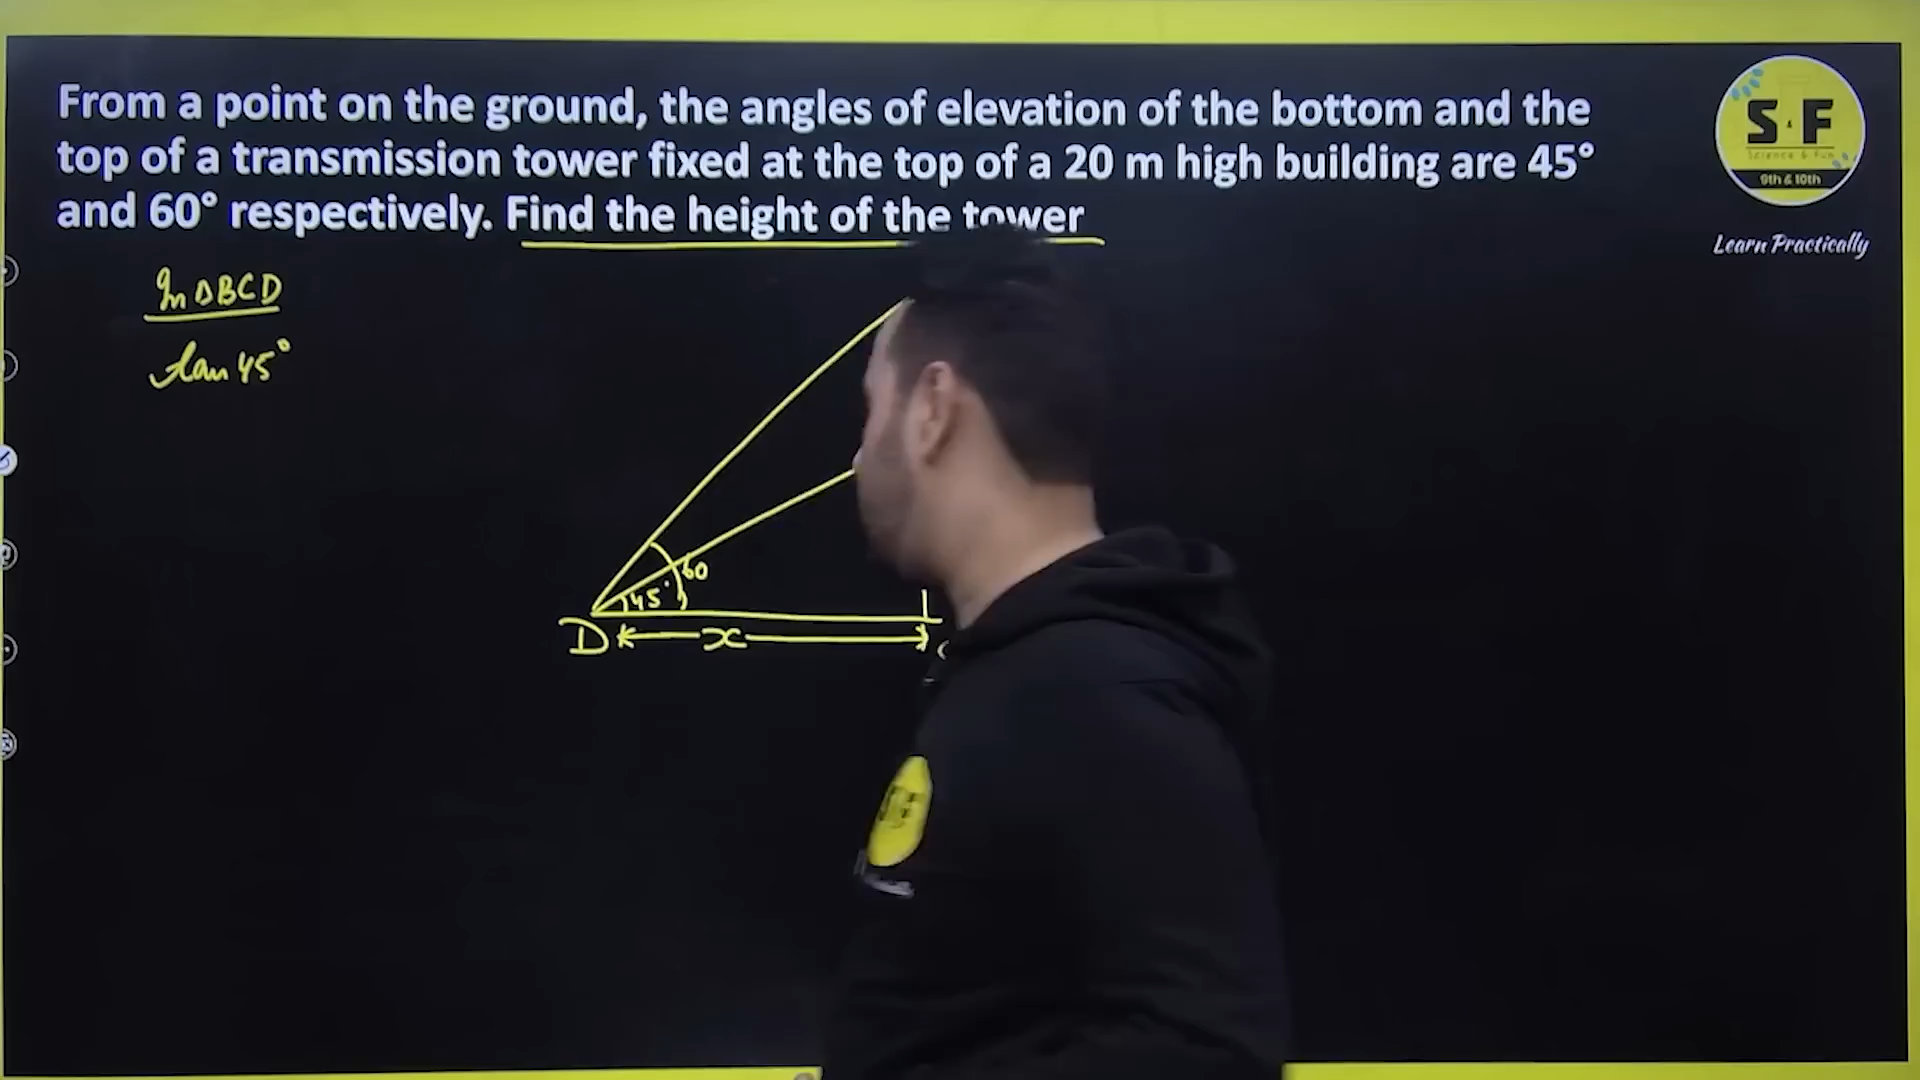 From a point on the ground, the angles of elevation of the bottom and the
top of a transmission tower fixed at the top of a 20 m high building are 45°
and 60° respectively. Find the height of the tower
S & F
Science & Fun
9th & 10th
Learn Practically
In ΔBCD
tan 45°
60
45°
D
x